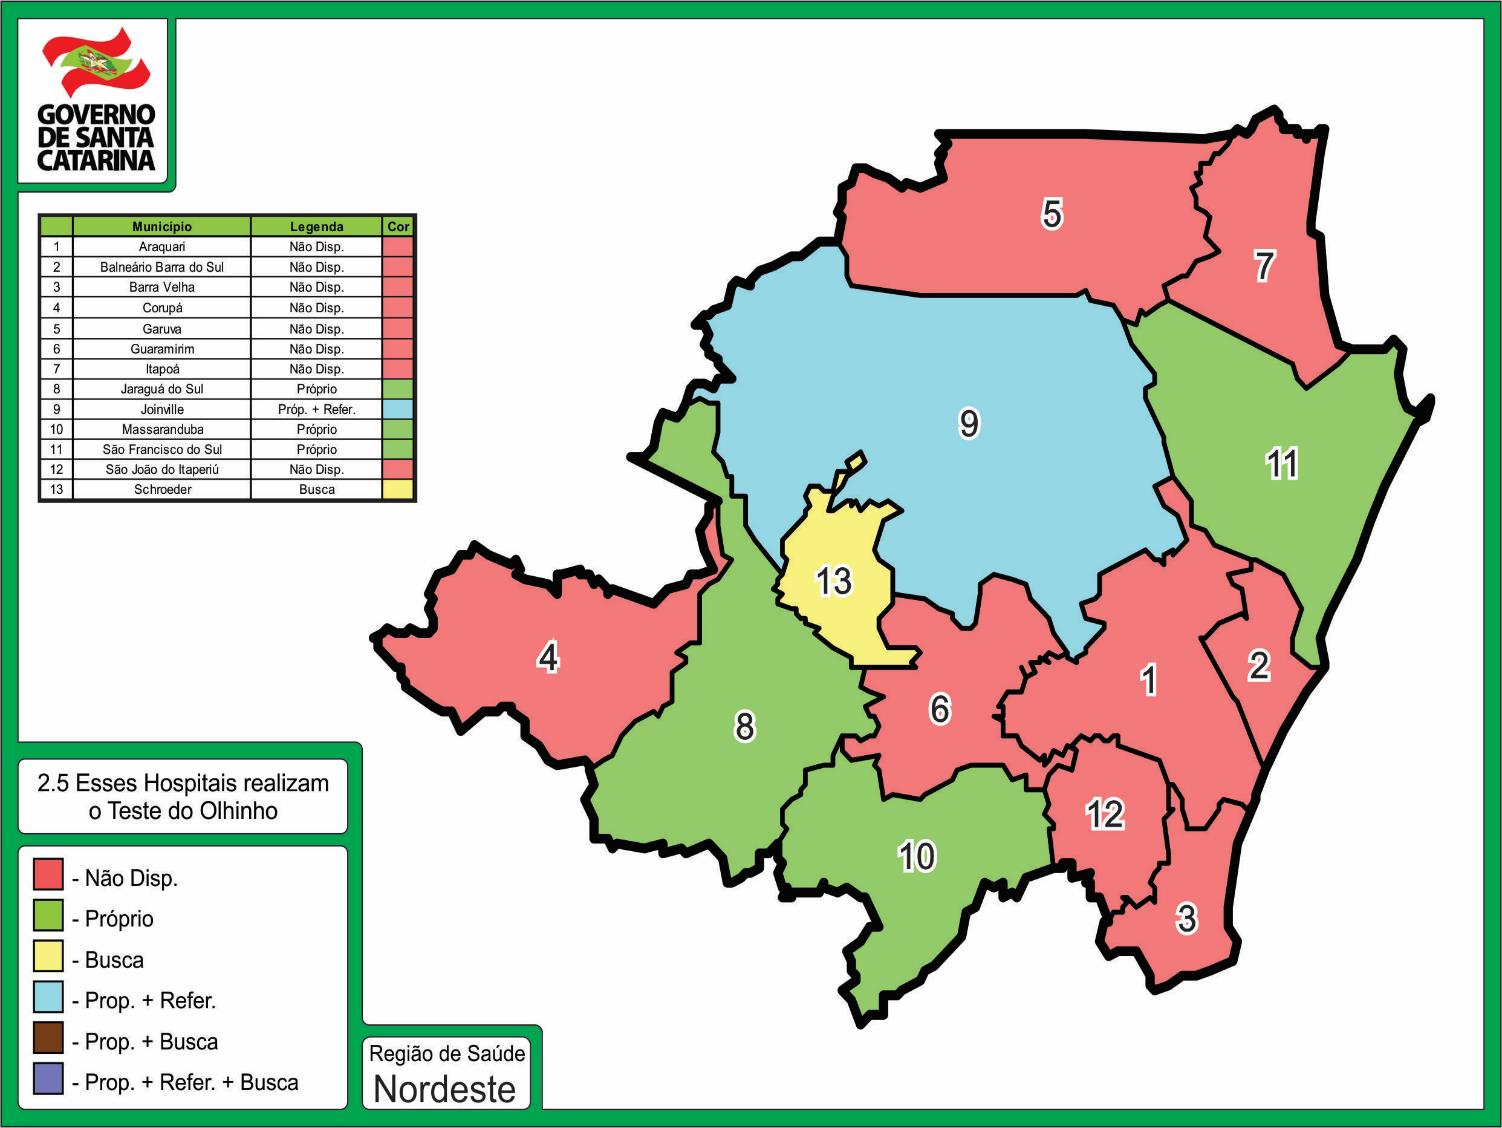 GOVERNO
DE SANTA
CATARINA
Município Legenda Cor
1 Araquari Não Disp.
2 Balneário Barra do Sul Não Disp.
3 Barra Velha Não Disp.
4 Corupá Não Disp.
5 Garuva Não Disp.
6 Guaramirim Não Disp.
7 Itapoá Não Disp.
8 Jaraguá do Sul Próprio
9 Joinville Próp. + Refer.
10 Massaranduba Próprio
11 São Francisco do Sul Próprio
12 São João do Itaperiú Não Disp.
13 Schroeder Busca
5
7
9
11
13
4
2
1
6
8
12
10
3
2.5 Esses Hospitais realizam
o Teste do Olhinho
- Não Disp.
- Próprio
- Busca
- Prop. + Refer.
- Prop. + Busca
- Prop. + Refer. + Busca
Região de Saúde
Nordeste